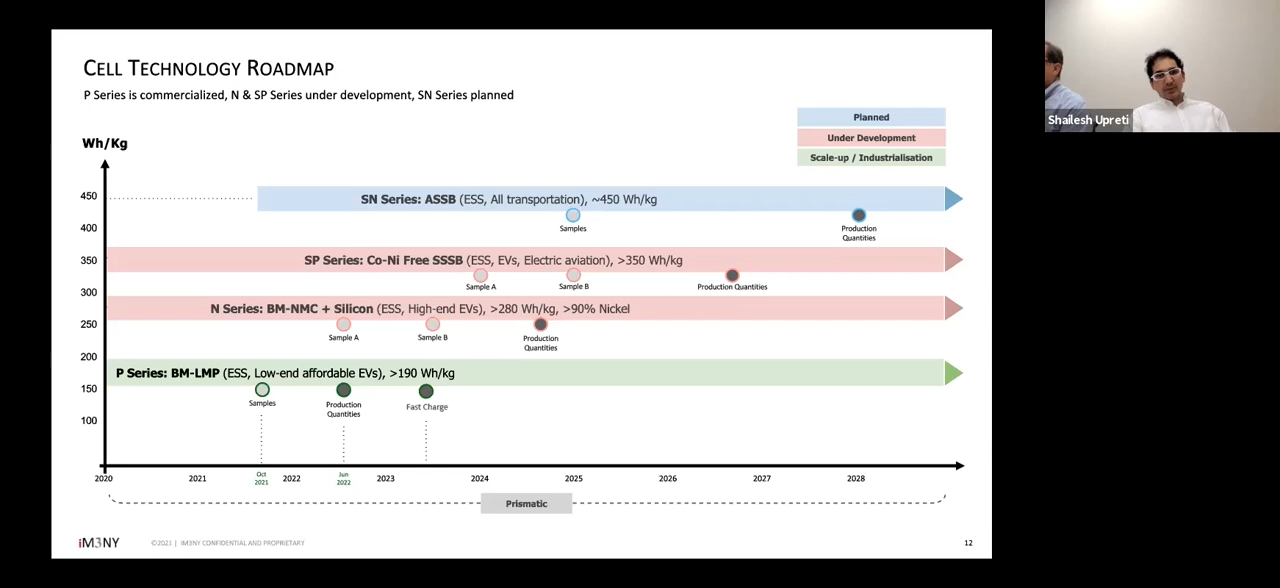 CELL TECHNOLOGY ROADMAP
P Series is commercialized, N & SP Series under development, SN Series planned
Shailesh Upreti
Planned
Under Development
Scale-up / Industrialisation
Wh/Kg
450
400
350
300
250
200
150
100
SN Series: ASSB (ESS, All transportation), ~450 Wh/kg
Samples
Production
Quantities
SP Series: Co-Ni Free SSSB (ESS, EVs, Electric aviation), >350 Wh/kg
Sample A
Sample B
Production Quantities
N Series: BM-NMC + Silicon (ESS, High-end EVs), >280 Wh/kg, >90% Nickel
Sample A
Sample B
Production
Quantities
P Series: BM-LMP (ESS, Low-end affordable EVs), >190 Wh/kg
Samples
Production
Quantities
Fast Charge
2020
2021
Oct
2021
2022
Jun
2022
2023
2024
2025
2026
2027
2028
Prismatic
iM3NY
©2023 | IM3NY CONFIDENTIAL AND PROPRIETARY
12